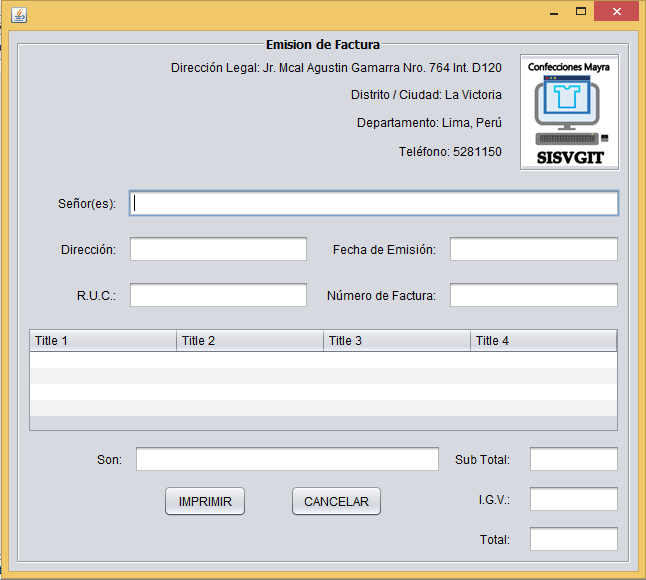 Emision de Factura
Dirección Legal: Jr. Mcal Agustin Gamarra Nro. 764 Int. D120
Distrito / Ciudad: La Victoria
Departamento: Lima, Perú
Teléfono: 5281150
Confecciones Mayra
SISVGIT
Señor(es):
Dirección:
Fecha de Emisión:
R.U.C.:
Número de Factura:
Title 1 Title 2 Title 3 Title 4
Son:
Sub Total:
IMPRIMIR
CANCELAR
I.G.V.:
Total: